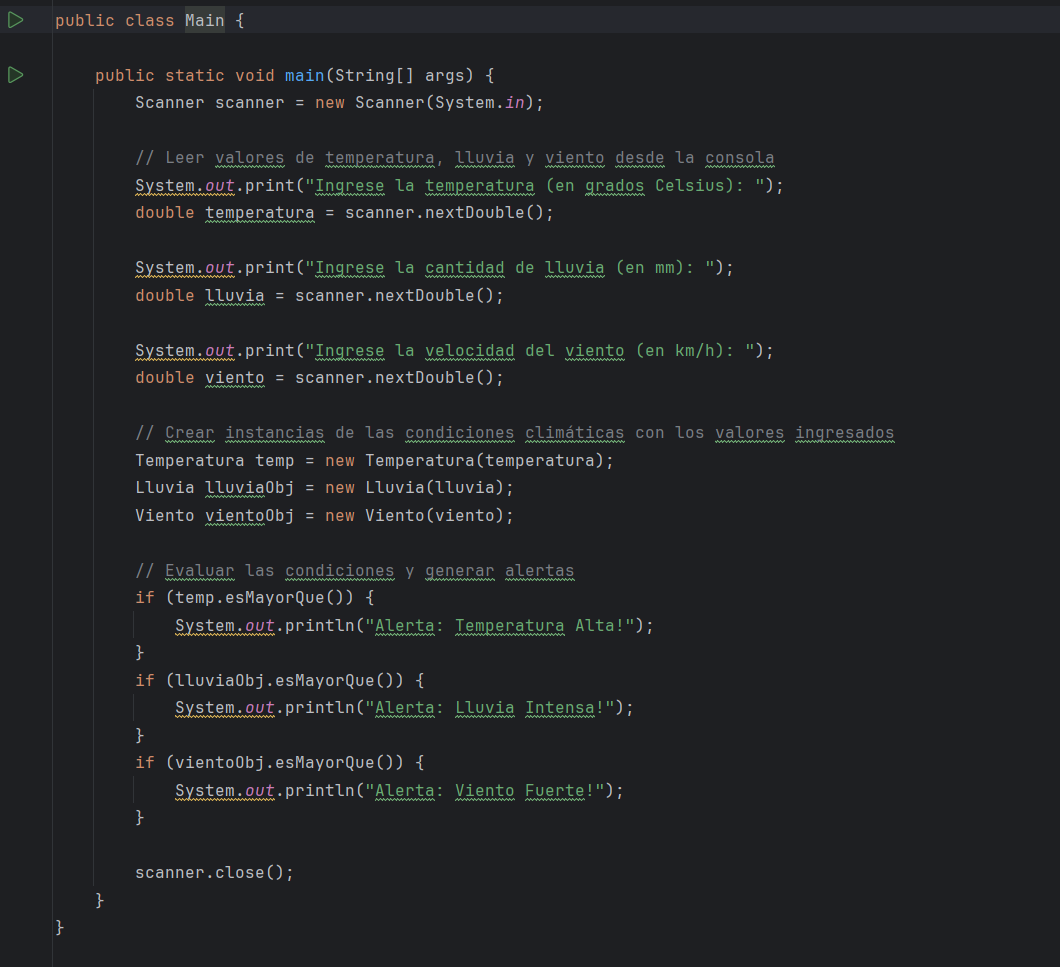 public class Main {
public static void main(String[] args) {
Scanner scanner = new Scanner(System.in);
// Leer valores de temperatura, lluvia y viento desde la consola
System.out.print("Ingrese la temperatura (en grados Celsius): ");
double temperatura = scanner.nextDouble();
System.out.print("Ingrese la cantidad de lluvia (en mm): ");
double lluvia = scanner.nextDouble();
System.out.print("Ingrese la velocidad del viento (en km/h): ");
double viento = scanner.nextDouble();
// Crear instancias de las condiciones climáticas con los valores ingresados
Temperatura temp = new Temperatura(temperatura);
Lluvia lluviaObj = new Lluvia(lluvia);
Viento vientoObj = new Viento(viento);
// Evaluar las condiciones y generar alertas
if (temp.esMayorQue()) {
System.out.println("Alerta: Temperatura Alta!");
}
if (lluviaObj.esMayorQue()) {
System.out.println("Alerta: Lluvia Intensa!");
}
if (vientoObj.esMayorQue()) {
System.out.println("Alerta: Viento Fuerte!");
}
scanner.close();
}
}